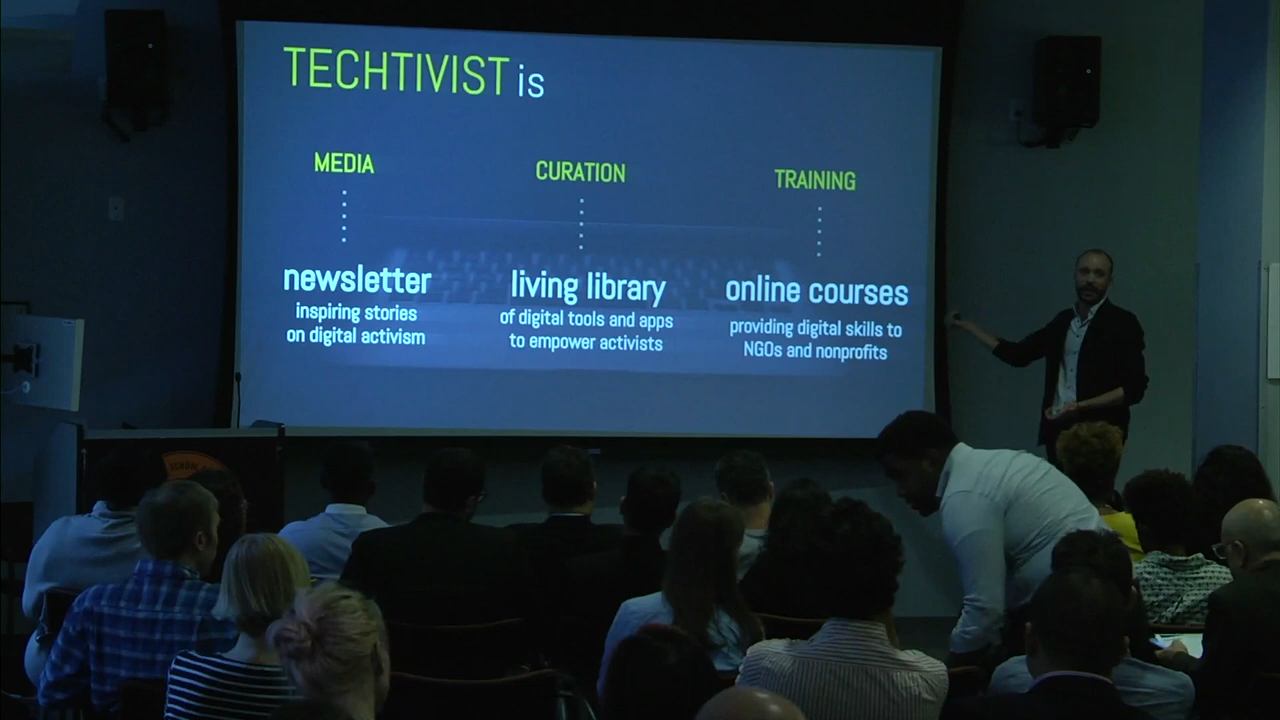 TECHTIVIST is
MEDIA
CURATION
TRAINING
newsletter
inspiring stories
on digital activism
living library
of digital tools and apps
to empower activists
online courses
providing digital skills to
NGOs and nonprofits
SCHOOL